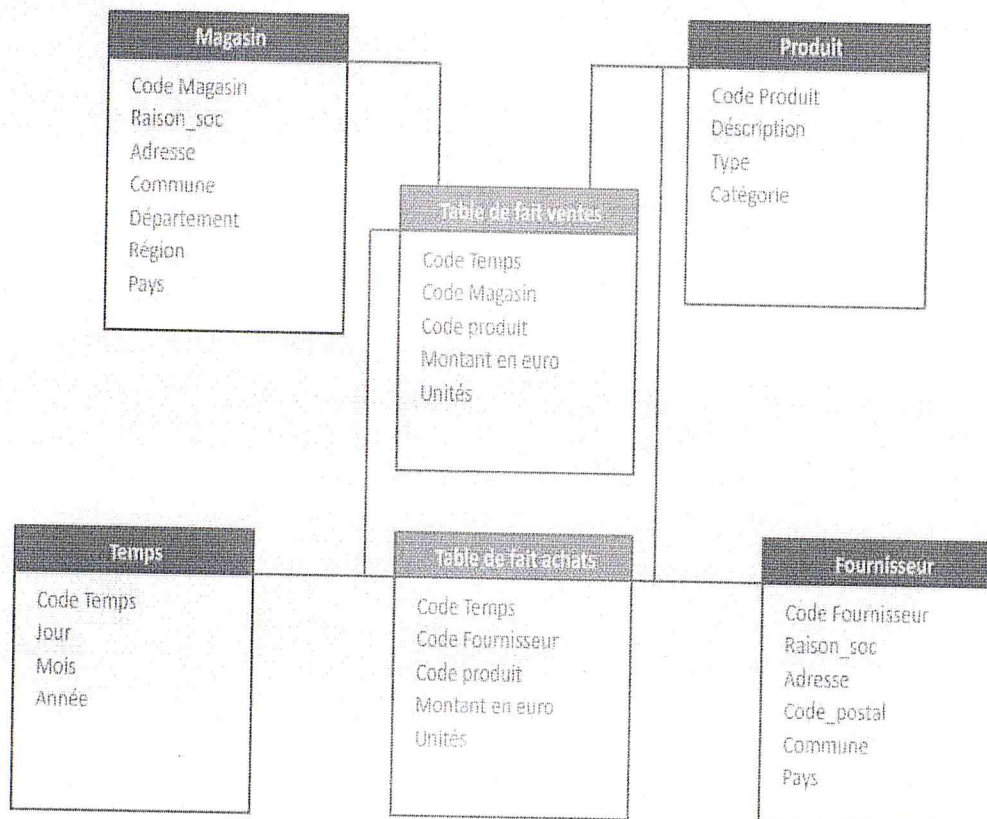 Magasin
Code Magasin
Raison_soc
Adresse
Commune
Département
Région
Pays
Produit
Code Produit
Déscription
Type
Catégorie
Table de fait ventes
Code Temps
Code Magasin
Code produit
Montant en euro
Unités
Temps
Code Temps
Jour
Mois
Année
Table de fait achats
Code Temps
Code Fournisseur
Code produit
Montant en euro
Unités
Fournisseur
Code Fournisseur
Raison_soc
Adresse
Code_postal
Commune
Pays